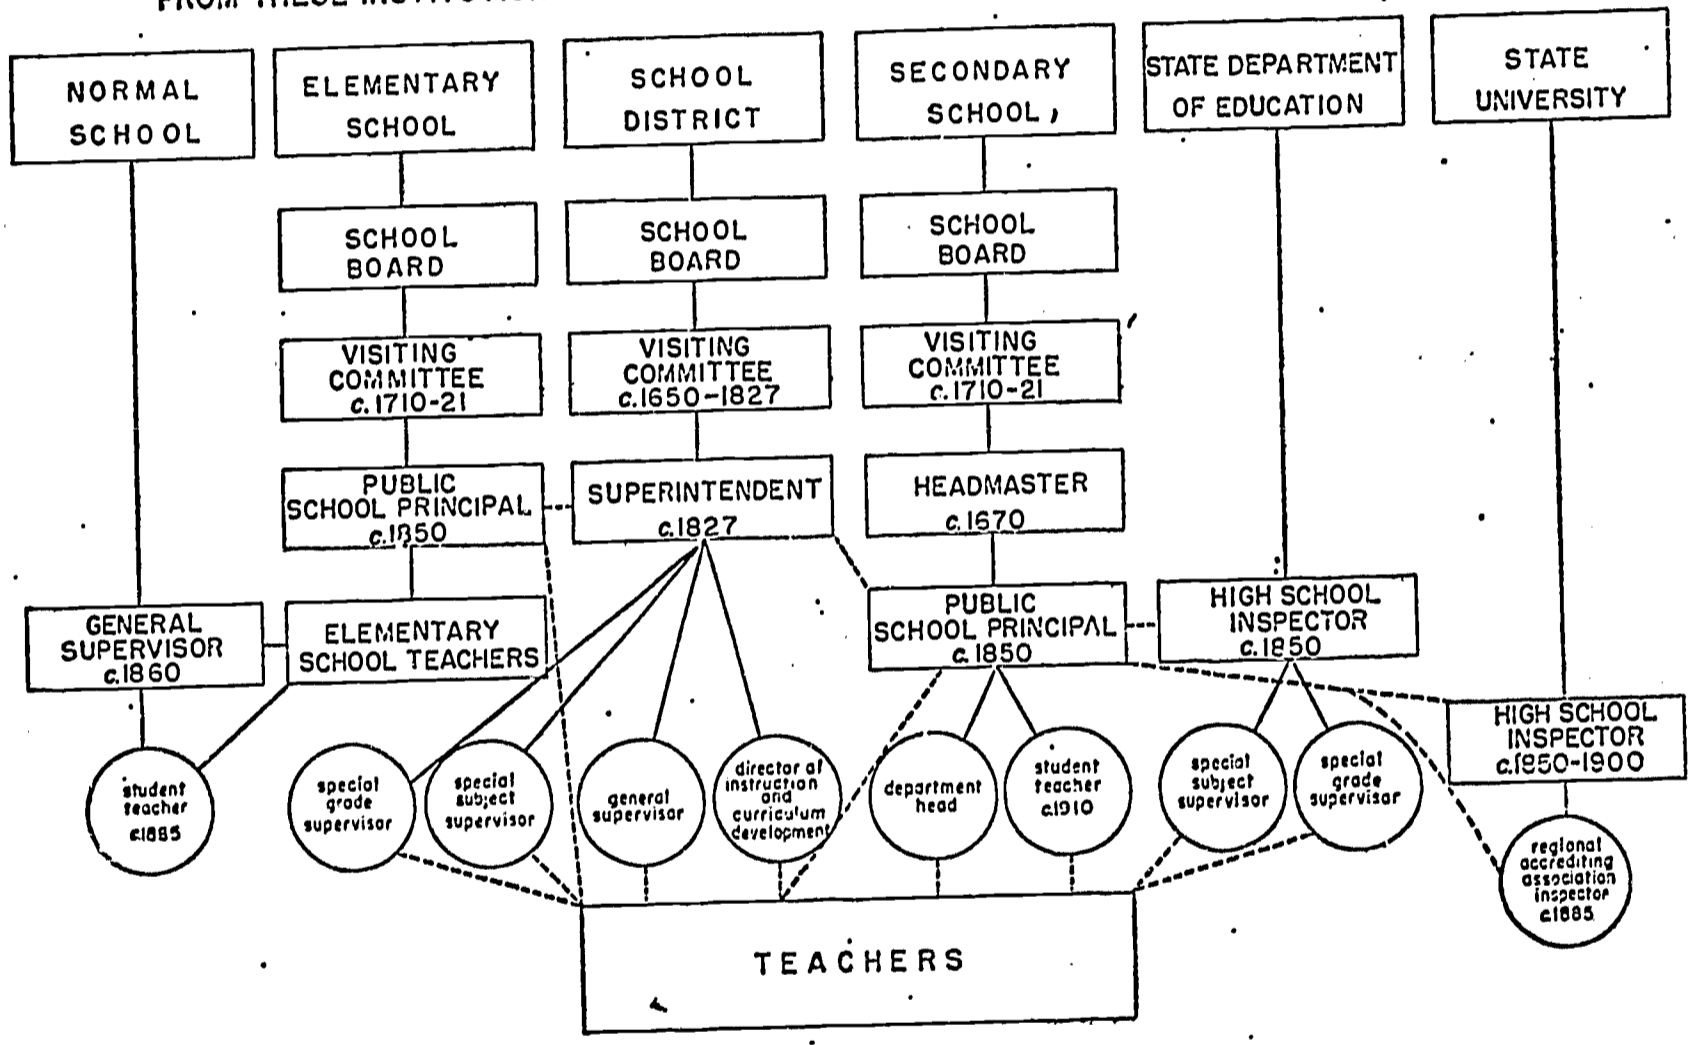 FROM THESE
NORMAL
SCHOOL
ELEMENTARY
SCHOOL
SCHOOL
DISTRICT
SECONDARY
SCHOOL,
STATE DEPARTMENT
OF EDUCATION
STATE
UNIVERSITY
SCHOOL
BOARD
SCHOOL
BOARD
SCHOOL
BOARD
VISITING
COMMITTEE
c.1710-21
VISITING
COMMITTEE
c.1650-1827
VISITING
COMMITTEE
c.1710-21
PUBLIC
SCHOOL PRINCIPAL
c.1850
SUPERINTENDENT
c.1827
HEADMASTER
c.1670
GENERAL
SUPERVISOR
c.1860
ELEMENTARY
SCHOOL TEACHERS
PUBLIC
SCHOOL PRINCIPAL
c.1850
HIGH SCHOOL
INSPECTOR
c.1850
HIGH SCHOOL
INSPECTOR
c.1850-1900
student
teacher
c.1885
special
grade
supervisor
special
subject
supervisor
general
supervisor
director of
instruction
and
curriculum
development
department
head
student
teacher
c.1910
special
subject
supervisor
special
grade
supervisor
regional
accrediting
association
inspector
c.1885
TEACHERS